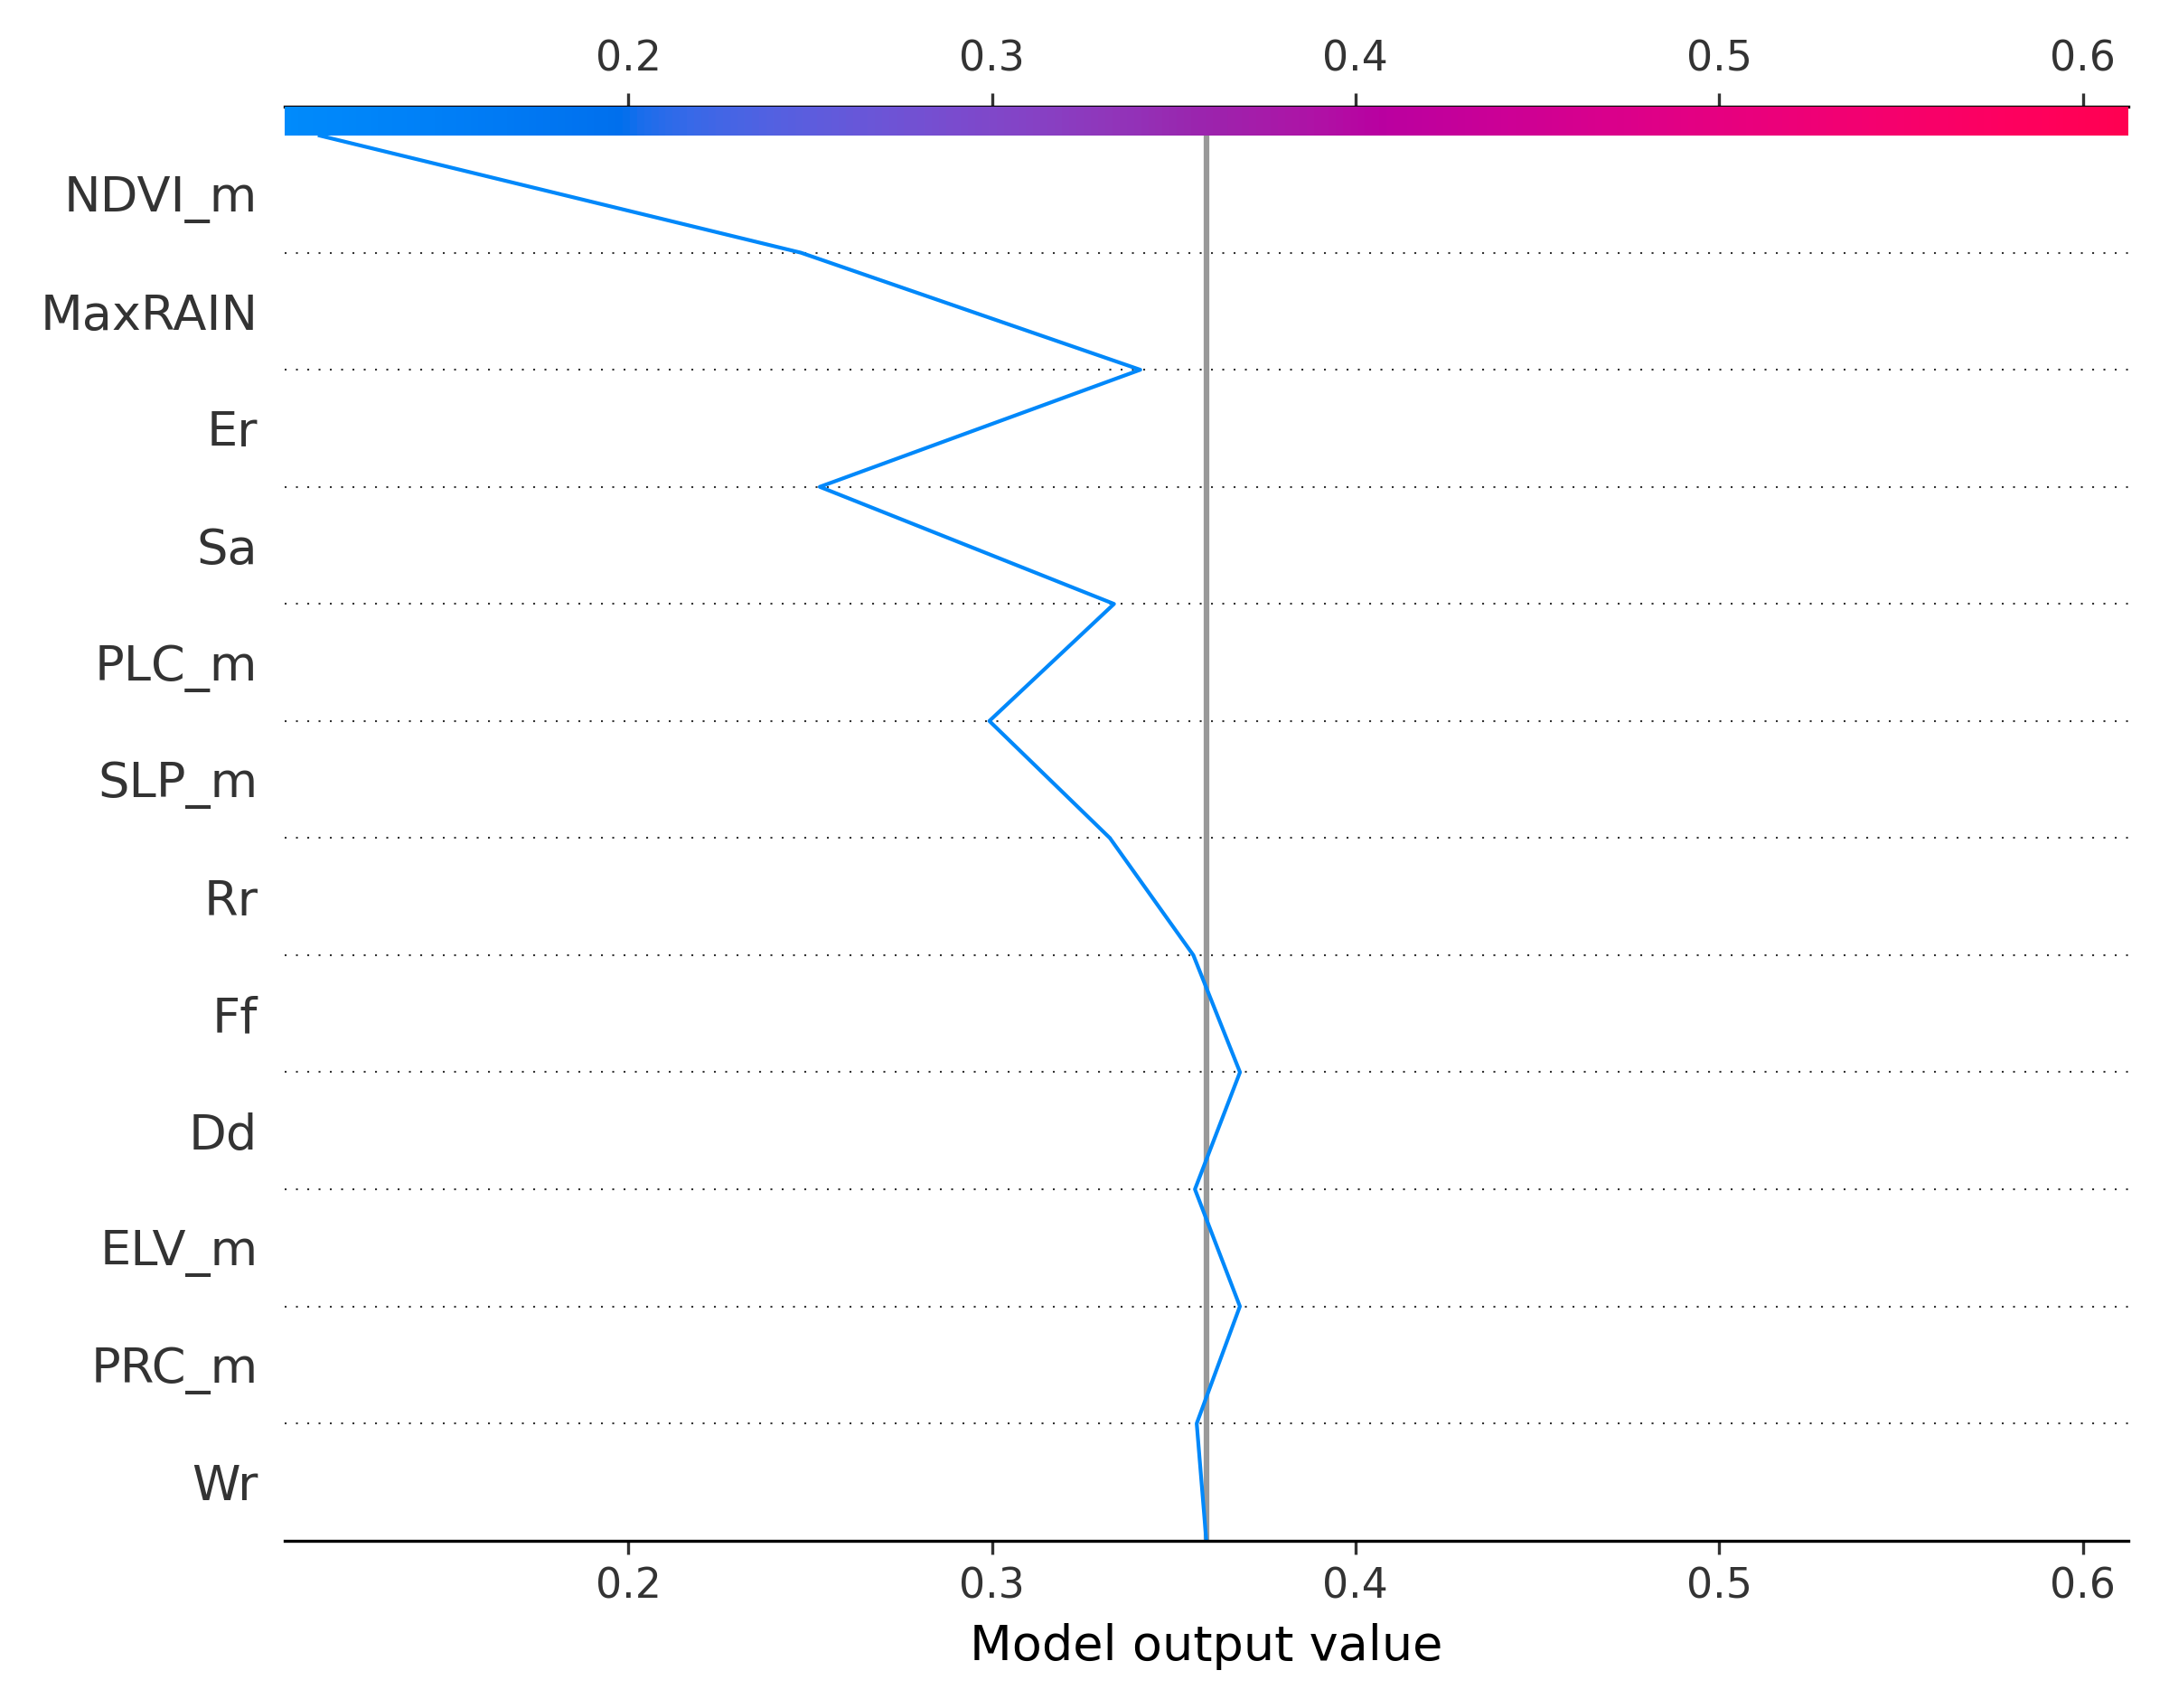 0.2 0.3 0.4 0.5 0.6
NDVI_m
MaxRAIN
Er
Sa
PLC_m
SLP_m
Rr
Ff
Dd
ELV_m
PRC_m
Wr
0.2 0.3 0.4 0.5 0.6
Model output value